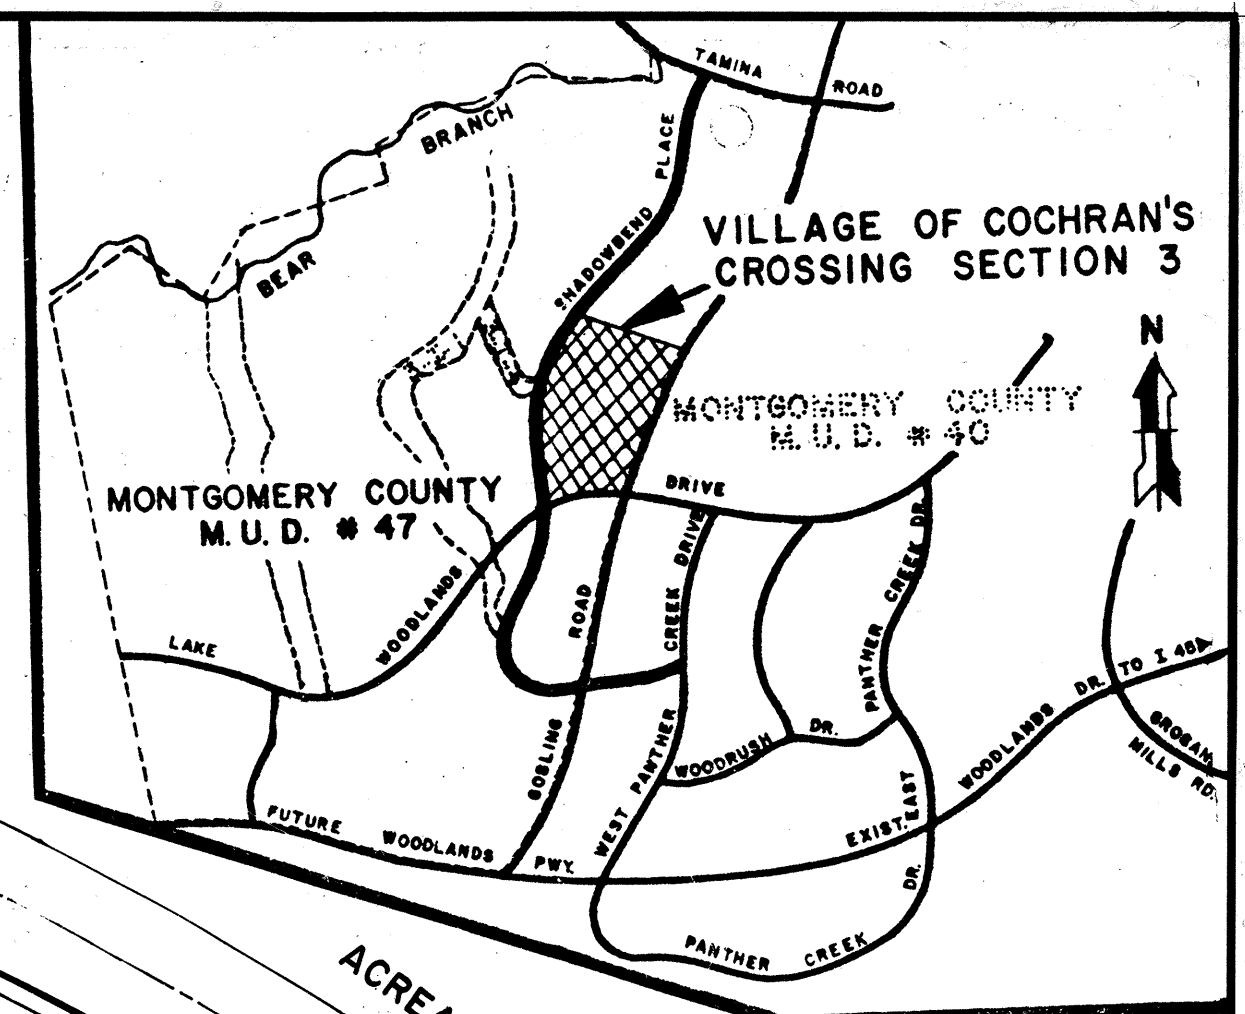 TAMINA ROAD
BRANCH
PLACE
SHADOWBEND
VILLAGE OF COCHRAN'S
CROSSING SECTION 3
BEAR
N
MONTGOMERY COUNTY
M.U.D. # 40
MONTGOMERY COUNTY
M.U.D. # 47
DRIVE
WOODLANDS
LAKE
ROAD
GOSLING
CREEK DRIVE
WEST PANTHER
PANTHER CREEK DR.
WOODRUSH DR.
WOODLANDS DR. TO I 45
GROGAN
MILLS RD.
EXIST. EAST
DR.
FUTURE WOODLANDS PWY.
PANTHER CREEK
ACREA